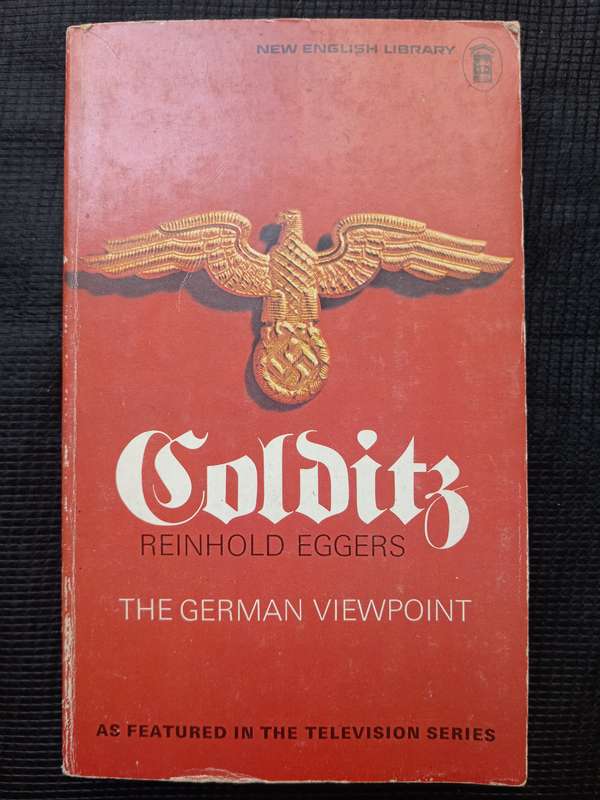 NEW ENGLISH LIBRARY
Colditz
REINHOLD EGGERS
THE GERMAN VIEWPOINT
AS FEATURED IN THE TELEVISION SERIES